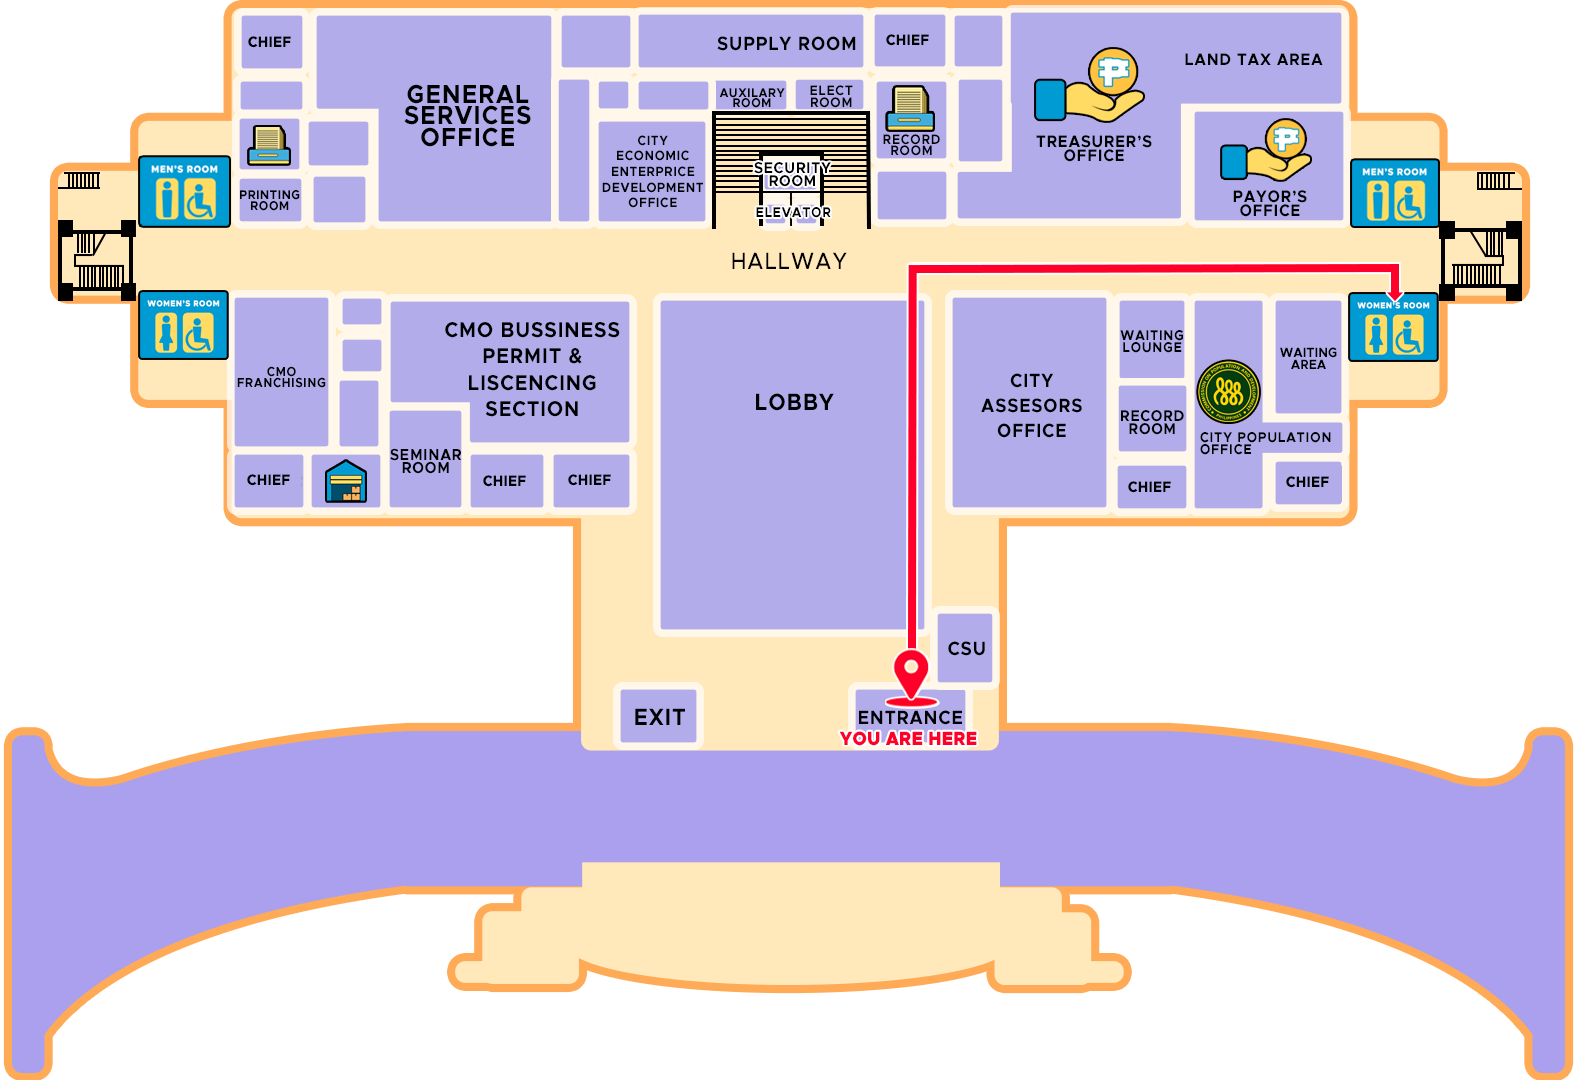 CHIEF
GENERAL
SERVICES
OFFICE
SUPPLY ROOM
CHIEF
LAND TAX AREA
AUXILARY
ROOM
ELECT
ROOM
TREASURER'S
OFFICE
RECORD
ROOM
CITY
ECONOMIC
ENTERPRICE
DEVELOPMENT
OFFICE
SECURITY
ROOM
ELEVATOR
MEN'S ROOM
PRINTING
ROOM
PAYOR'S
OFFICE
MEN'S ROOM
HALLWAY
WOMEN'S ROOM
WOMEN'S ROOM
CMO
FRANCHISING
CMO BUSSINESS
PERMIT &
LISCENCING
SECTION
LOBBY
CITY
ASSESORS
OFFICE
WAITING
LOUNGE
WAITING
AREA
RECORD
ROOM
CITY POPULATION
OFFICE
SEMINAR
ROOM
CHIEF
CHIEF
CHIEF
CHIEF
CHIEF
CSU
EXIT
ENTRANCE
YOU ARE HERE